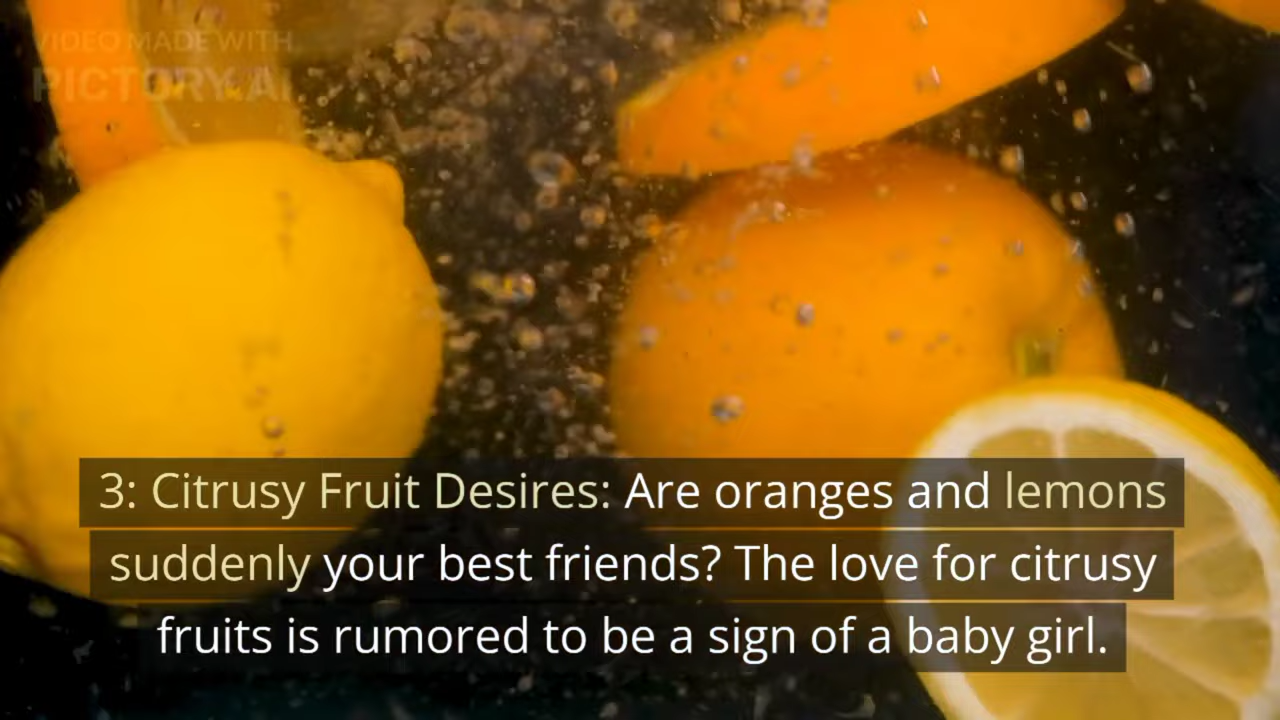 VIDEO MADE WITH
PICTORY.AI
3: Citrusy Fruit Desires: Are oranges and lemons
suddenly your best friends? The love for citrusy
fruits is rumored to be a sign of a baby girl.